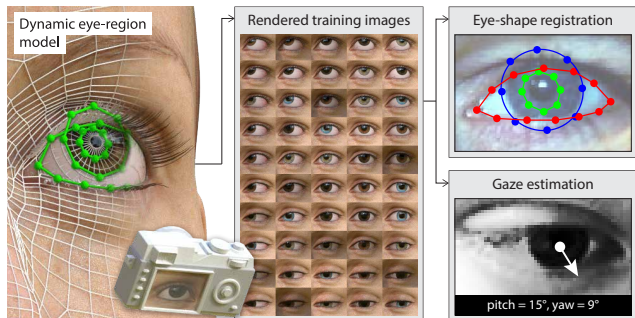 Dynamic eye-region
model
Rendered training images
Eye-shape registration
Gaze estimation
pitch = 15°, yaw = 9°